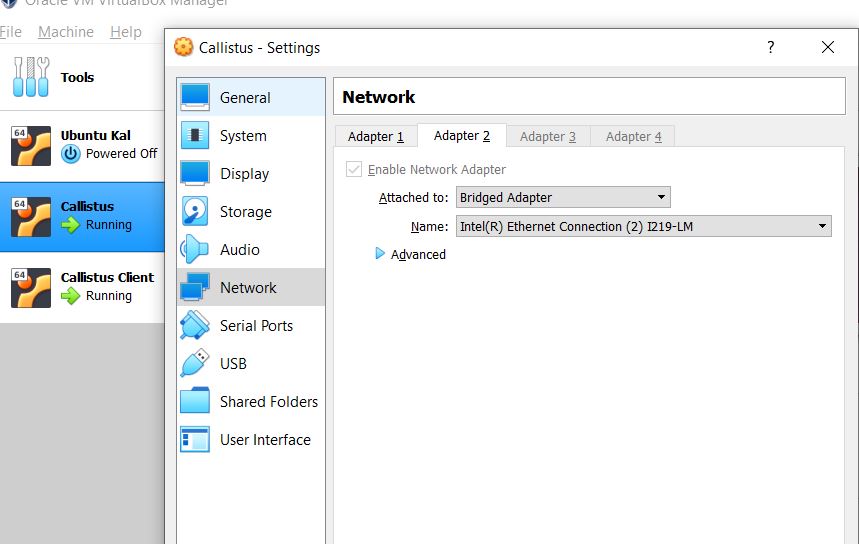 Oracle VM VirtualBox Manager
File Machine Help
Tools
64
Ubuntu Kal
Powered Off
64
Callistus
Running
64
Callistus Client
Running
Callistus - Settings ?
General
System
Display
Storage
Audio
Network
Serial Ports
USB
Shared Folders
User Interface
Network
Adapter 1 Adapter 2 Adapter 3 Adapter 4
Enable Network Adapter
Attached to: Bridged Adapter
Name: Intel(R) Ethernet Connection (2) I219-LM
Advanced